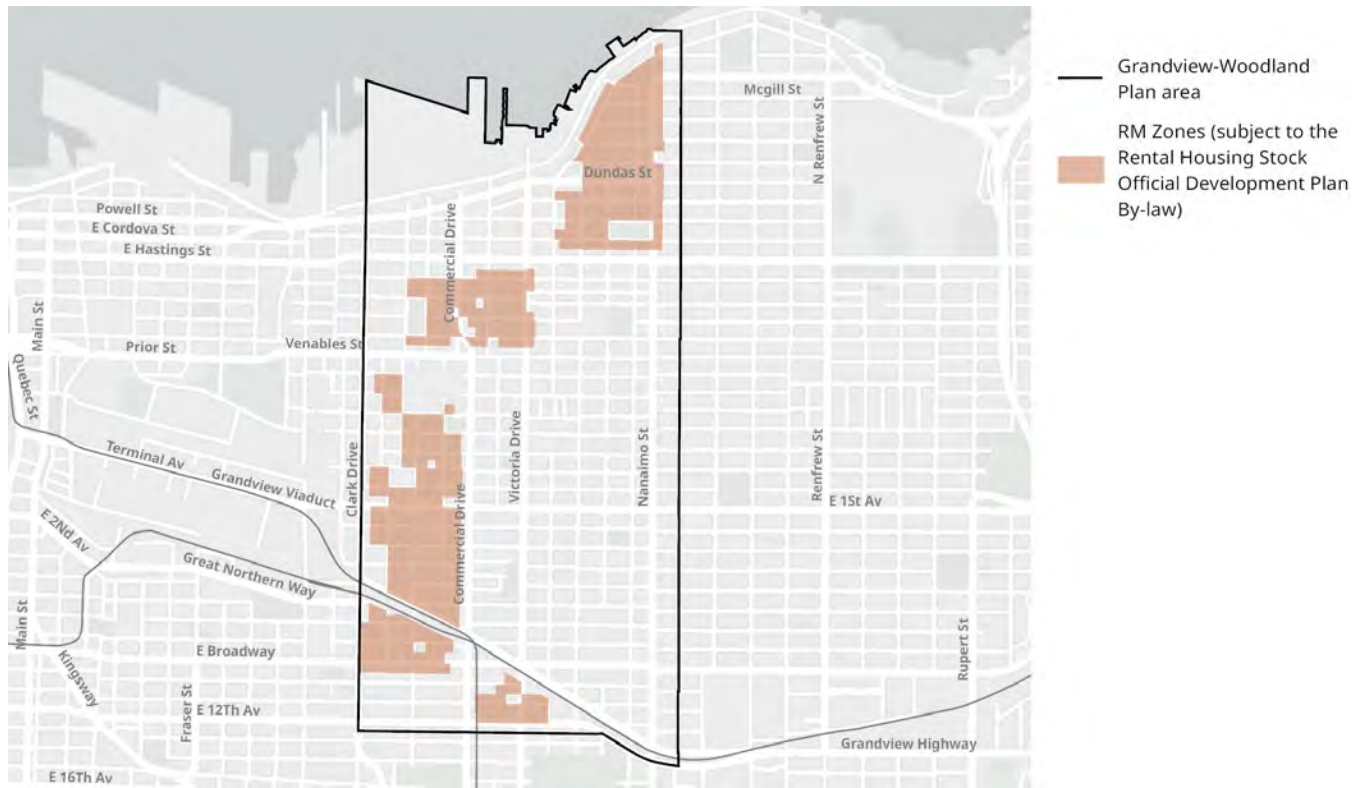 Grandview-Woodland
Plan area
RM Zones (subject to the
Rental Housing Stock
Official Development Plan
By-law)
Mcgill St
N Renfrew St
Dundas St
Powell St
E Cordova St
E Hastings St
Commercial Drive
Main St
Prior St
Venables St
Quebec St
Terminal Av
Grandview Viaduct
Clark Drive
Victoria Drive
Nanaimo St
Renfrew St
E 1St Av
E 2Nd Av
Great Northern Way
Commercial Drive
Main St
Kingsway
E Broadway
Rupert St
Fraser St
E 12Th Av
Grandview Highway
E 16Th Av